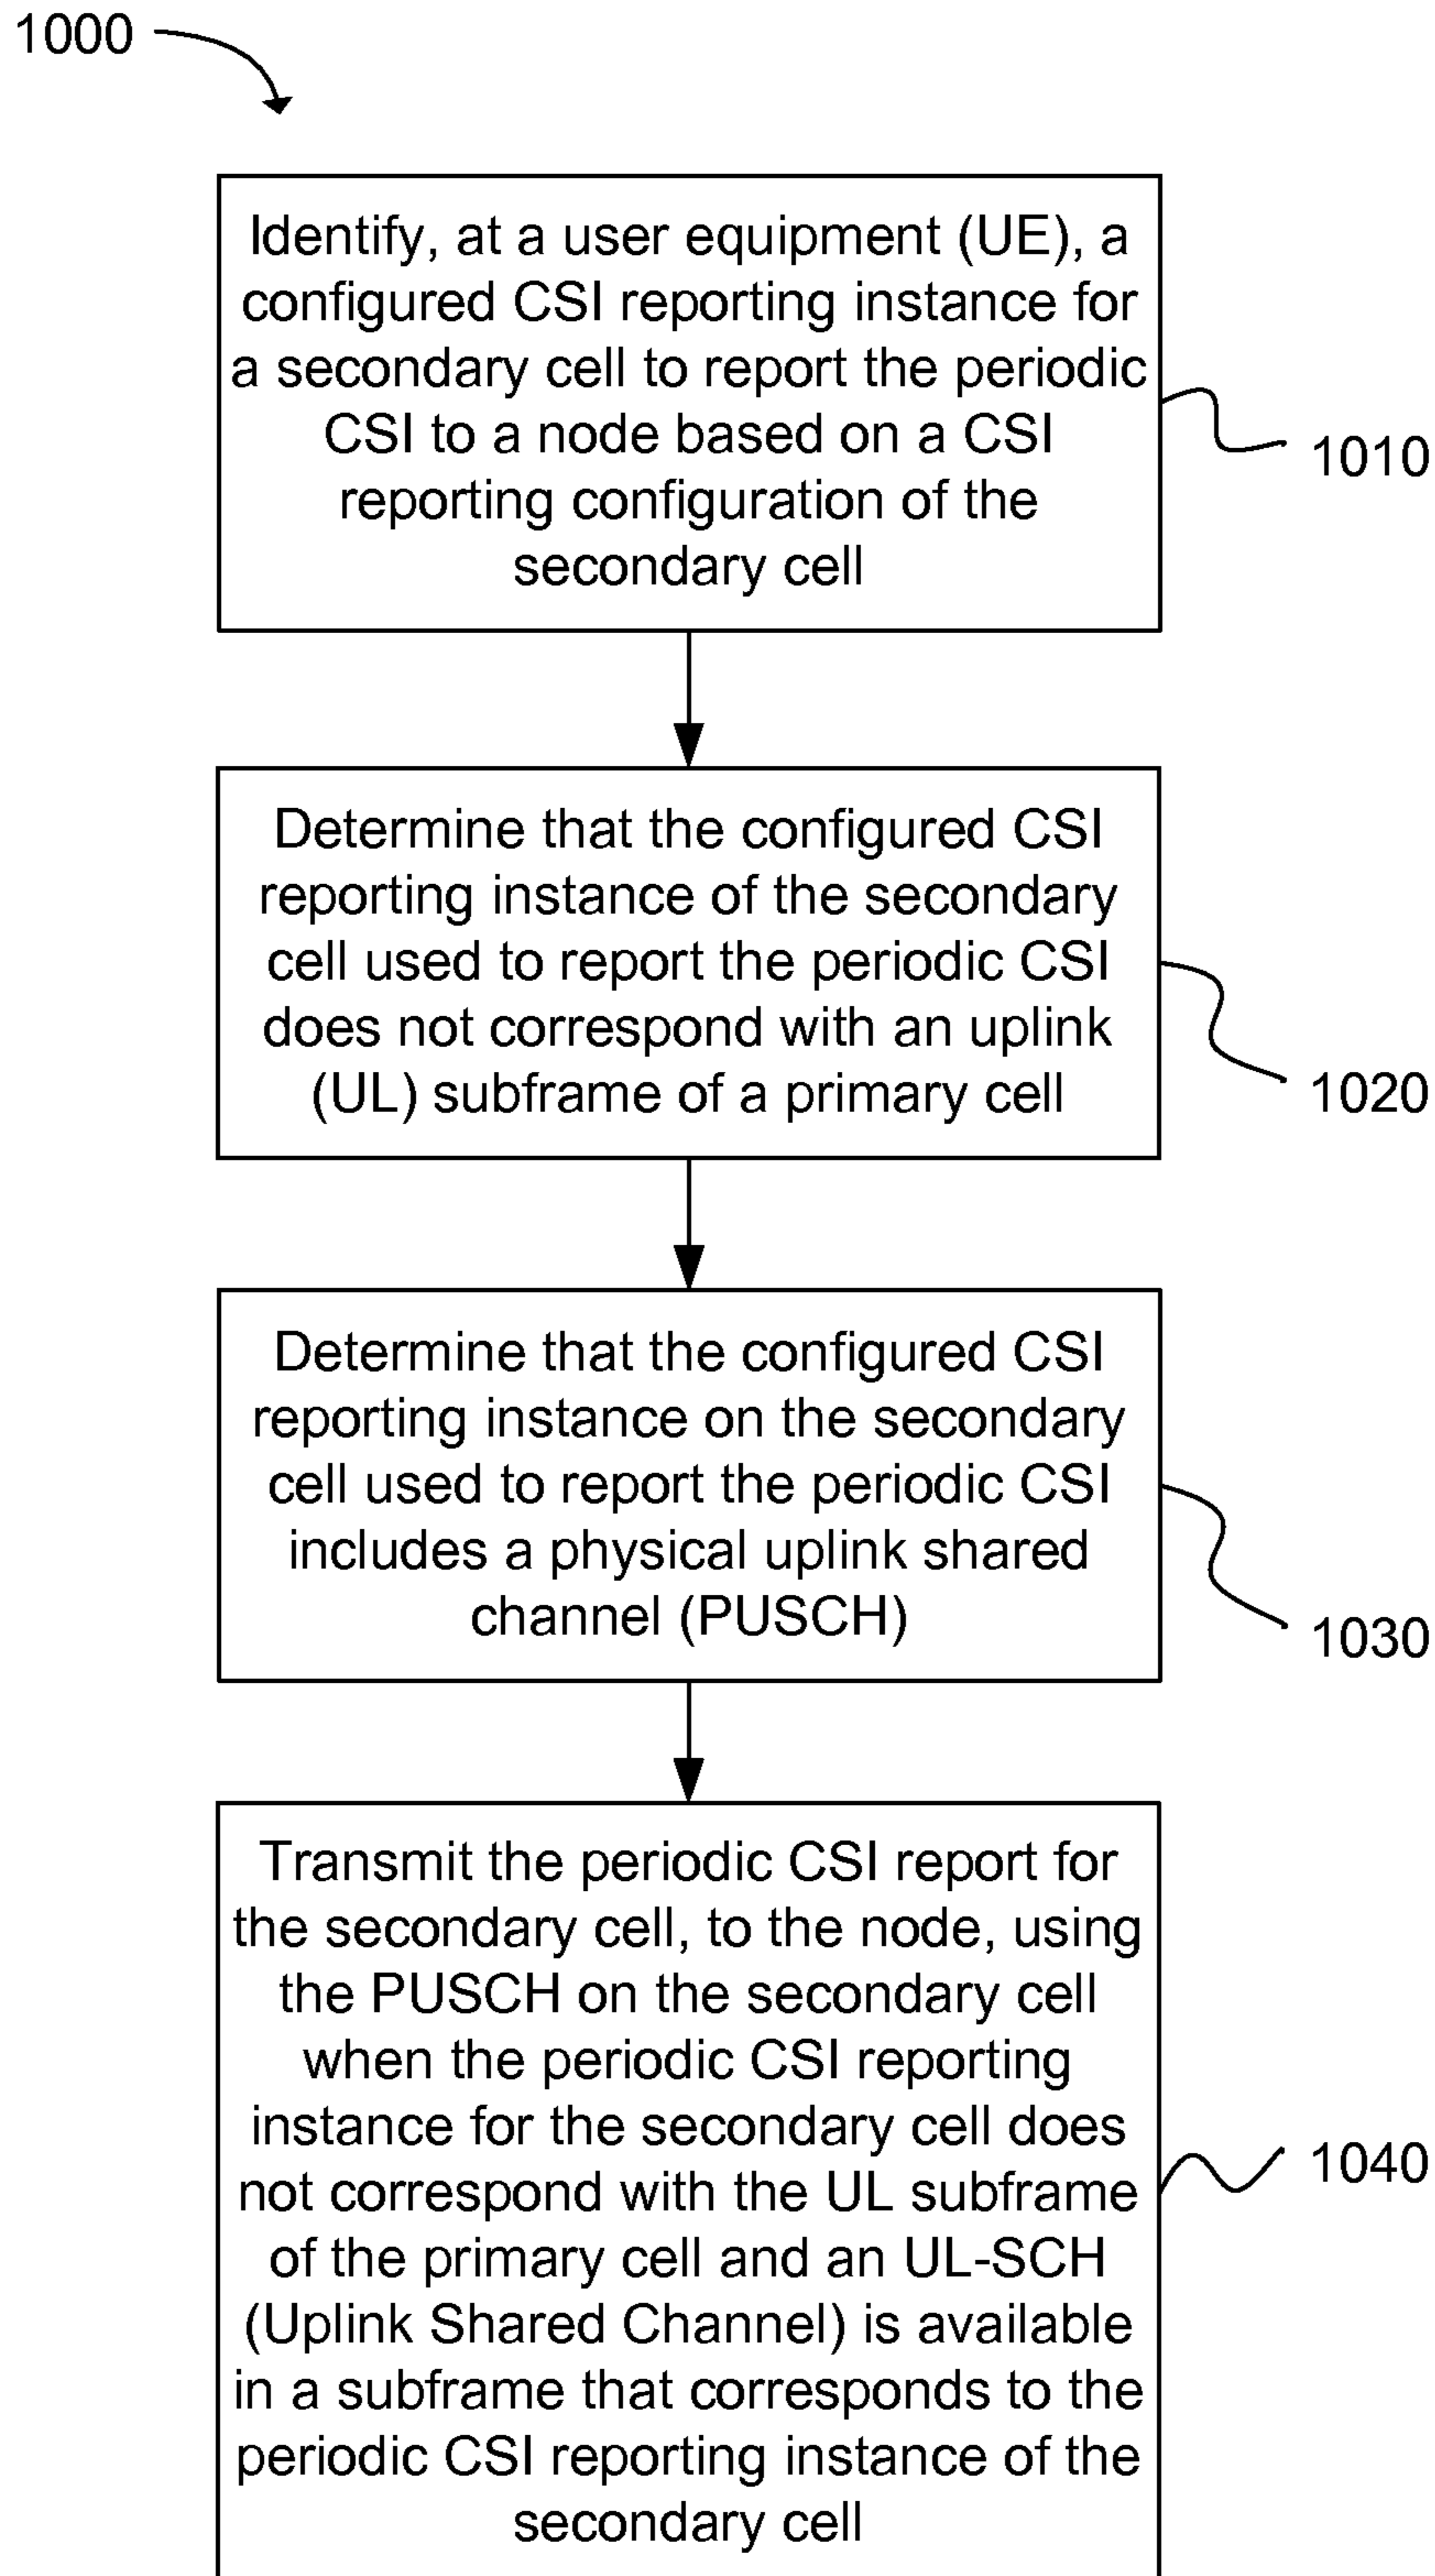 1000
Identify, at a user equipment (UE), a
configured CSI reporting instance for
a secondary cell to report the periodic
CSI to a node based on a CSI
reporting configuration of the
secondary cell
1010
Determine that the configured CSI
reporting instance of the secondary
cell used to report the periodic CSI
does not correspond with an uplink
(UL) subframe of a primary cell
1020
Determine that the configured CSI
reporting instance on the secondary
cell used to report the periodic CSI
includes a physical uplink shared
channel (PUSCH)
1030
Transmit the periodic CSI report for
the secondary cell, to the node, using
the PUSCH on the secondary cell
when the periodic CSI reporting
instance for the secondary cell does
not correspond with the UL subframe
of the primary cell and an UL-SCH
(Uplink Shared Channel) is available
in a subframe that corresponds to the
periodic CSI reporting instance of the
secondary cell
1040